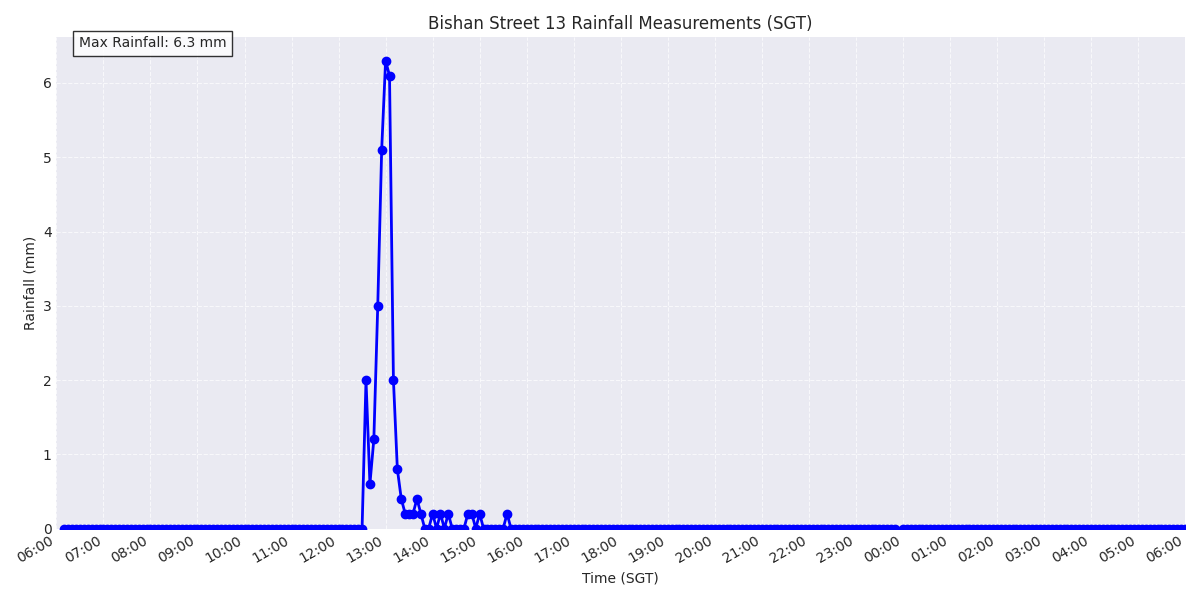 Bishan Street 13 Rainfall Measurements (SGT)
Max Rainfall: 6.3 mm
6
5
4
3
2
1
0
Rainfall (mm)
06:00 07:00 08:00 09:00 10:00 11:00 12:00 13:00 14:00 15:00 16:00 17:00 18:00 19:00 20:00 21:00 22:00 23:00 00:00 01:00 02:00 03:00 04:00 05:00 06:00
Time (SGT)